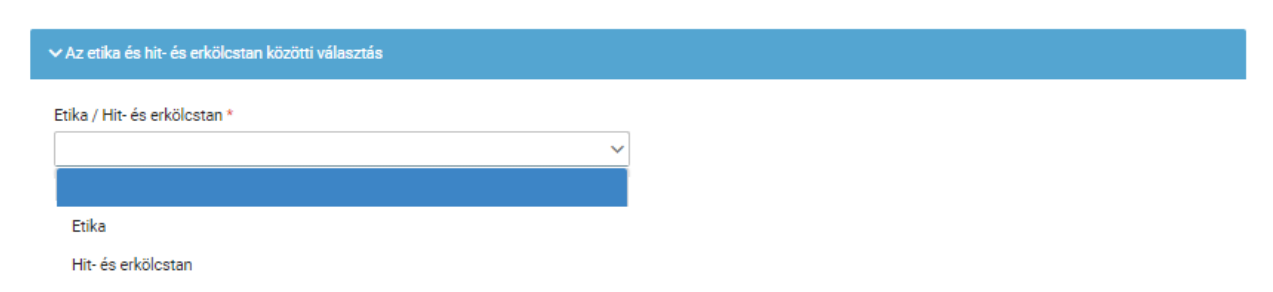 Az etika és hit- és erkölcstan közötti választás
Etika / Hit- és erkölcstan *
Etika
Hit- és erkölcstan